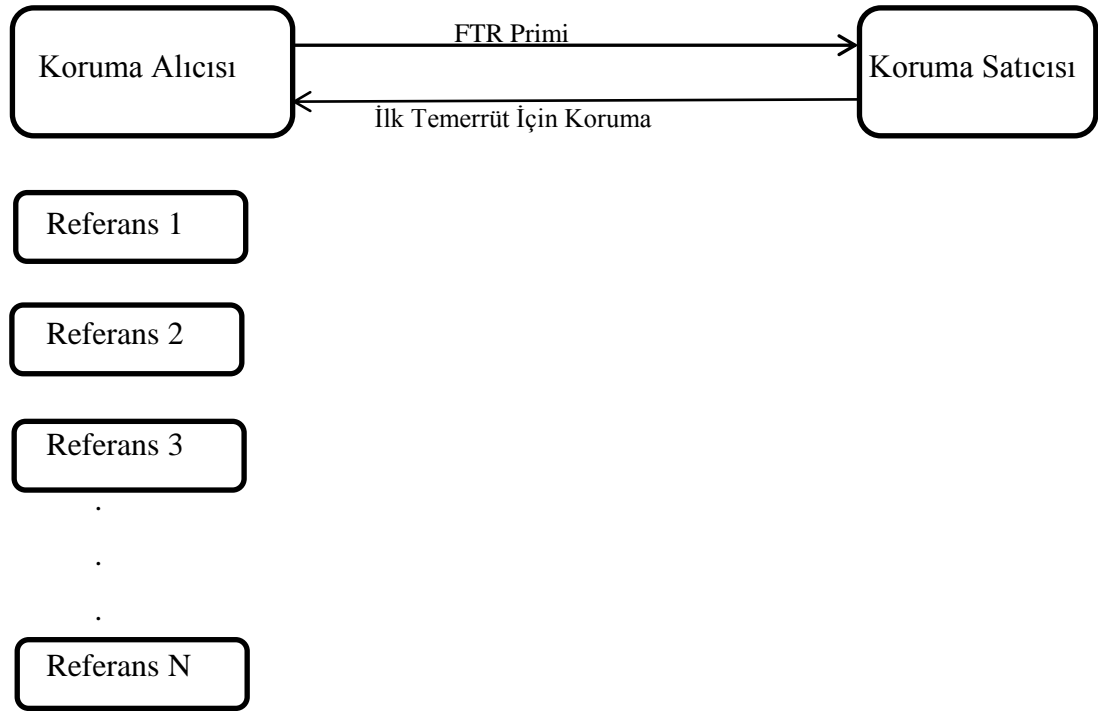 FTR Primi
Koruma Alıcısı
Koruma Satıcısı
İlk Temerrüt İçin Koruma
Referans 1
Referans 2
Referans 3
.
.
.
Referans N